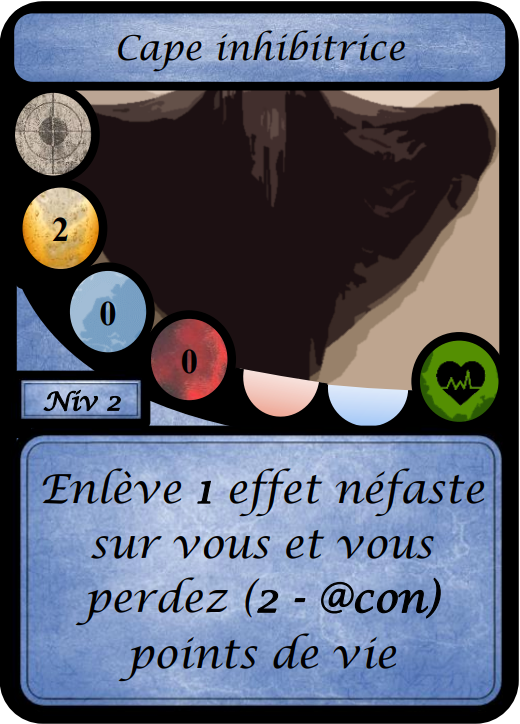 Cape inhibitrice
2
0
0
Niv 2
Enlève 1 effet néfaste
sur vous et vous
perdez (2 - @con)
points de vie